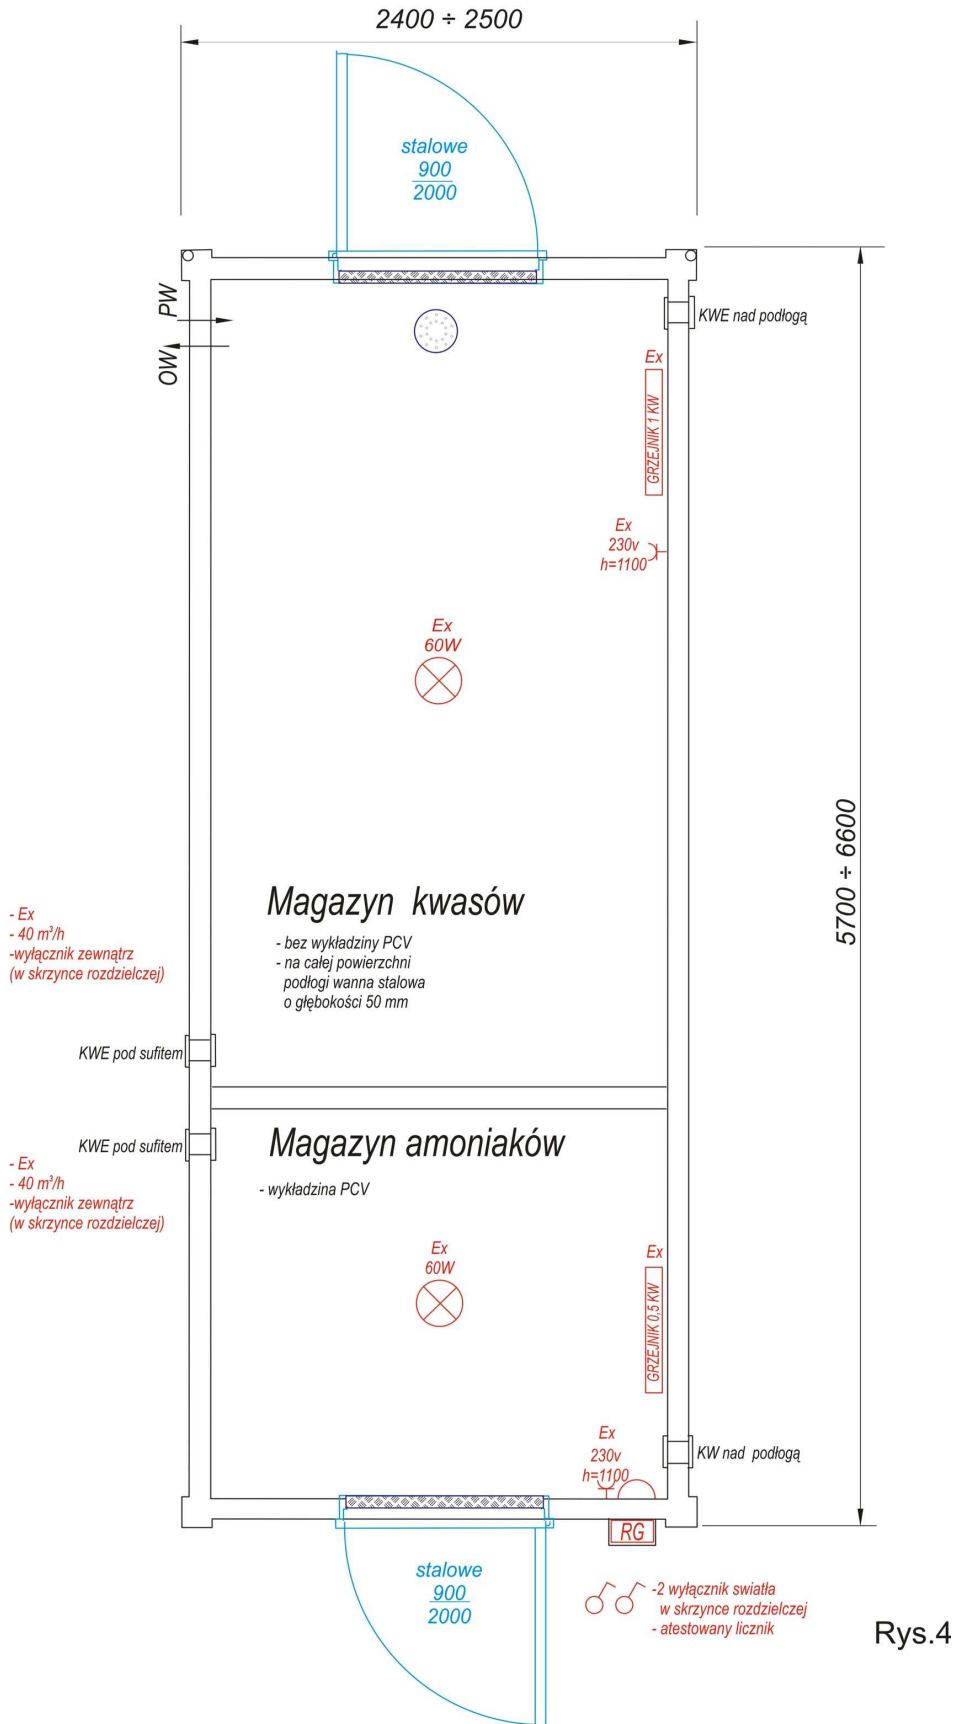 2400 ÷ 2500
stalowe
900
2000
PW
OW
KWE nad podłogą
Ex
GRZEJNIK 1 KW
Ex
230v
h=1100
Ex
60W
5700 ÷ 6600
Magazyn kwasów
- bez wykładziny PCV
- na całej powierzchni
podłogi wanna stalowa
o głębokości 50 mm
- Ex
- 40 m³/h
-wyłącznik zewnątrz
(w skrzynce rozdzielczej)
KWE pod sufitem
KWE pod sufitem
- Ex
- 40 m³/h
-wyłącznik zewnątrz
(w skrzynce rozdzielczej)
Magazyn amoniaków
- wykładzina PCV
Ex
60W
Ex
GRZEJNIK 0,5 KW
Ex
230v
h=1100
KW nad podłogą
RG
stalowe
900
2000
-2 wyłącznik swiatła
w skrzynce rozdzielczej
- atestowany licznik
Rys.4